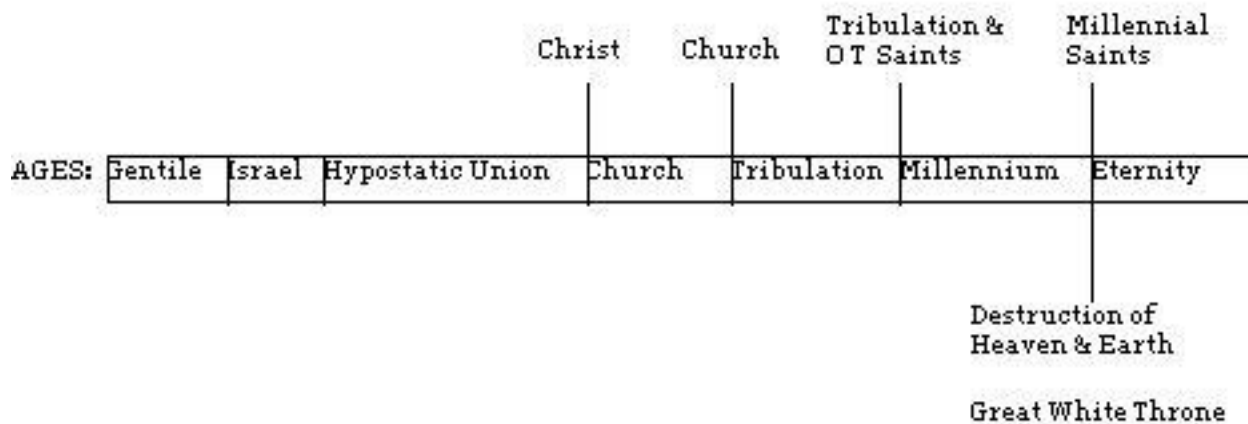 Christ
Church
Tribulation &
OT Saints
Millennial
Saints
AGES: Gentile Israel Hypostatic Union Church Tribulation Millennium Eternity
Destruction of
Heaven & Earth
Great White Throne